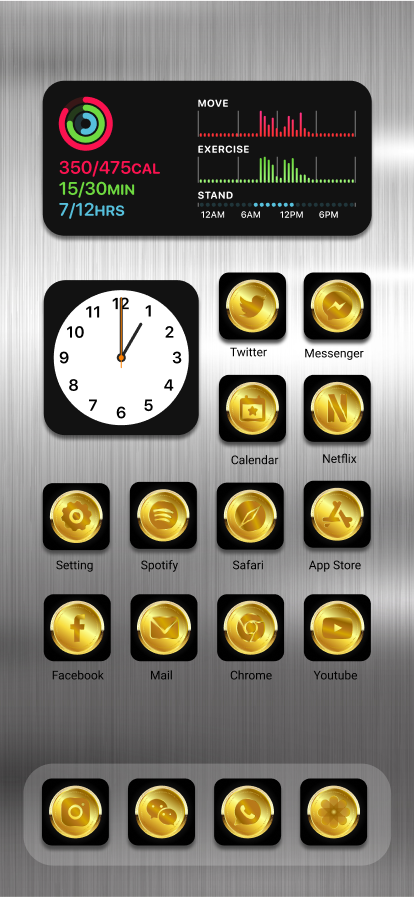 MOVE
350/475CAL
EXERCISE
15/30MIN
STAND
7/12HRS
12AM 6AM 12PM 6PM
12
11 1
10 2
9 3
8 4
7 5
6
Twitter Messenger
Calendar Netflix
Setting Spotify Safari App Store
Facebook Mail Chrome Youtube